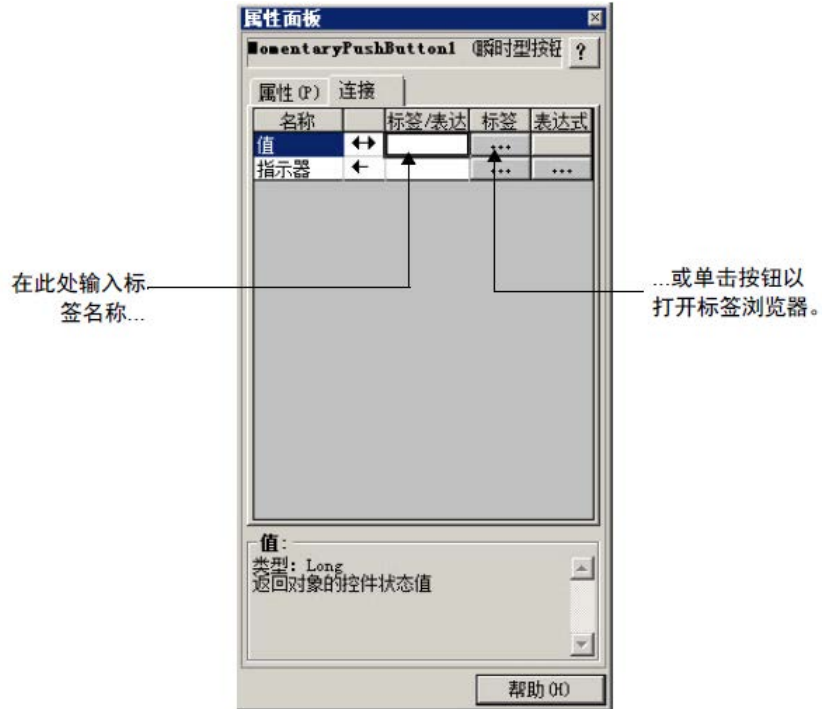 属性面板
MomentaryPushButton1 (瞬时型按钮 ?
属性(P) 连接
名称 标签/表达 标签 表达式
值 ...
指示器 ... ...
在此处输入标
签名称...
...或单击按钮以
打开标签浏览器。
值:
类型: Long
返回对象的控件状态值
帮助(H)